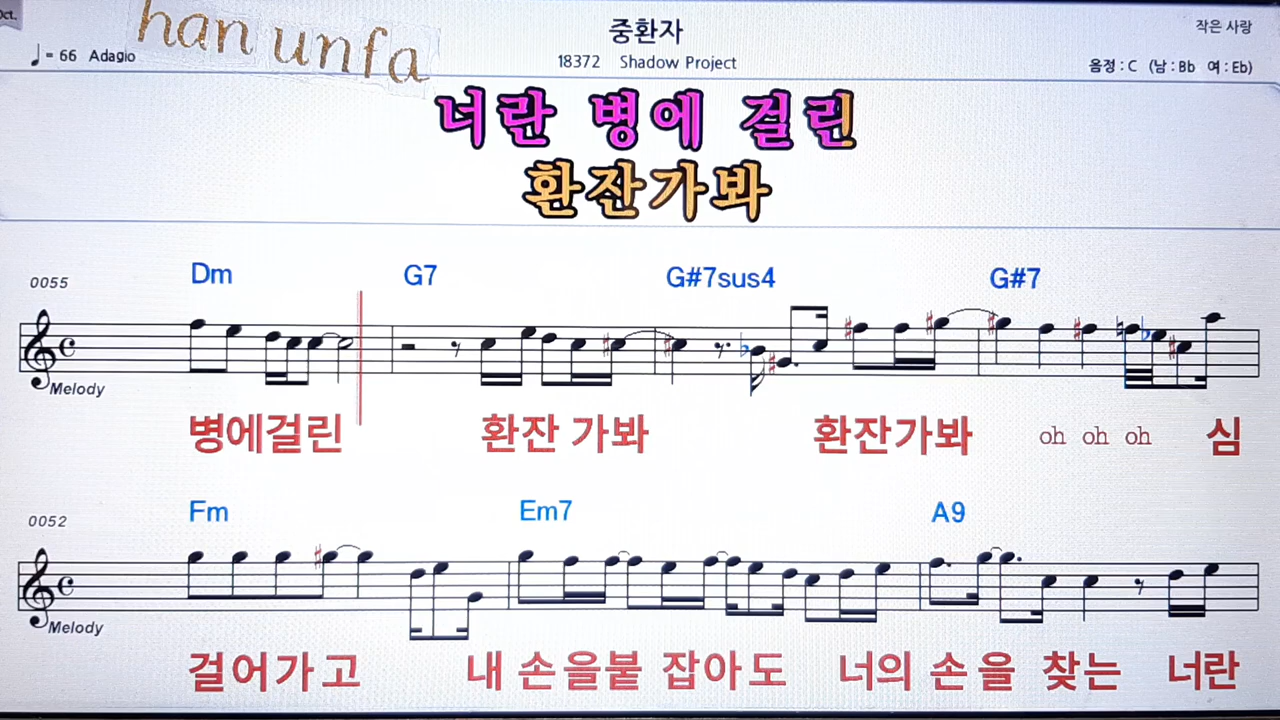 Oct.
han unfa
중환자
작은 사랑
♩= 66 Adagio
18372 Shadow Project
음정 : C (남 : Bb 여 : Eb)
너란 병에 걸린
환잔가봐
0055
Dm G7 G#7sus4 G#7
Melody
병에걸린 환잔 가봐 환잔가봐 oh oh oh 심
0052
Fm Em7 A9
Melody
걸어가고 내 손을붙 잡아도 너의 손을 찾는 너란